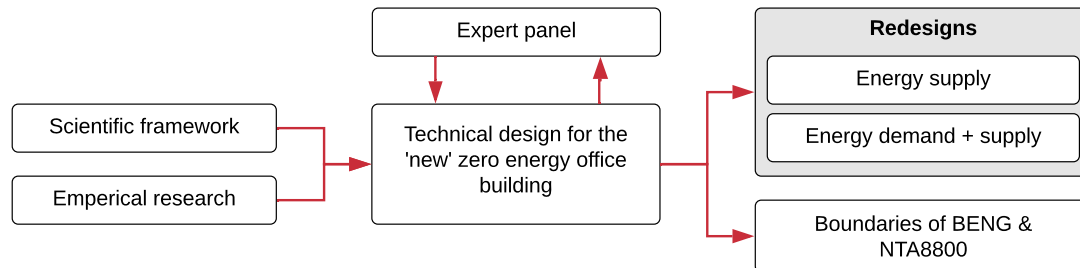 Expert panel
Scientific framework
Emperical research
Technical design for the
'new' zero energy office
building
Redesigns
Energy supply
Energy demand + supply
Boundaries of BENG &
NTA8800